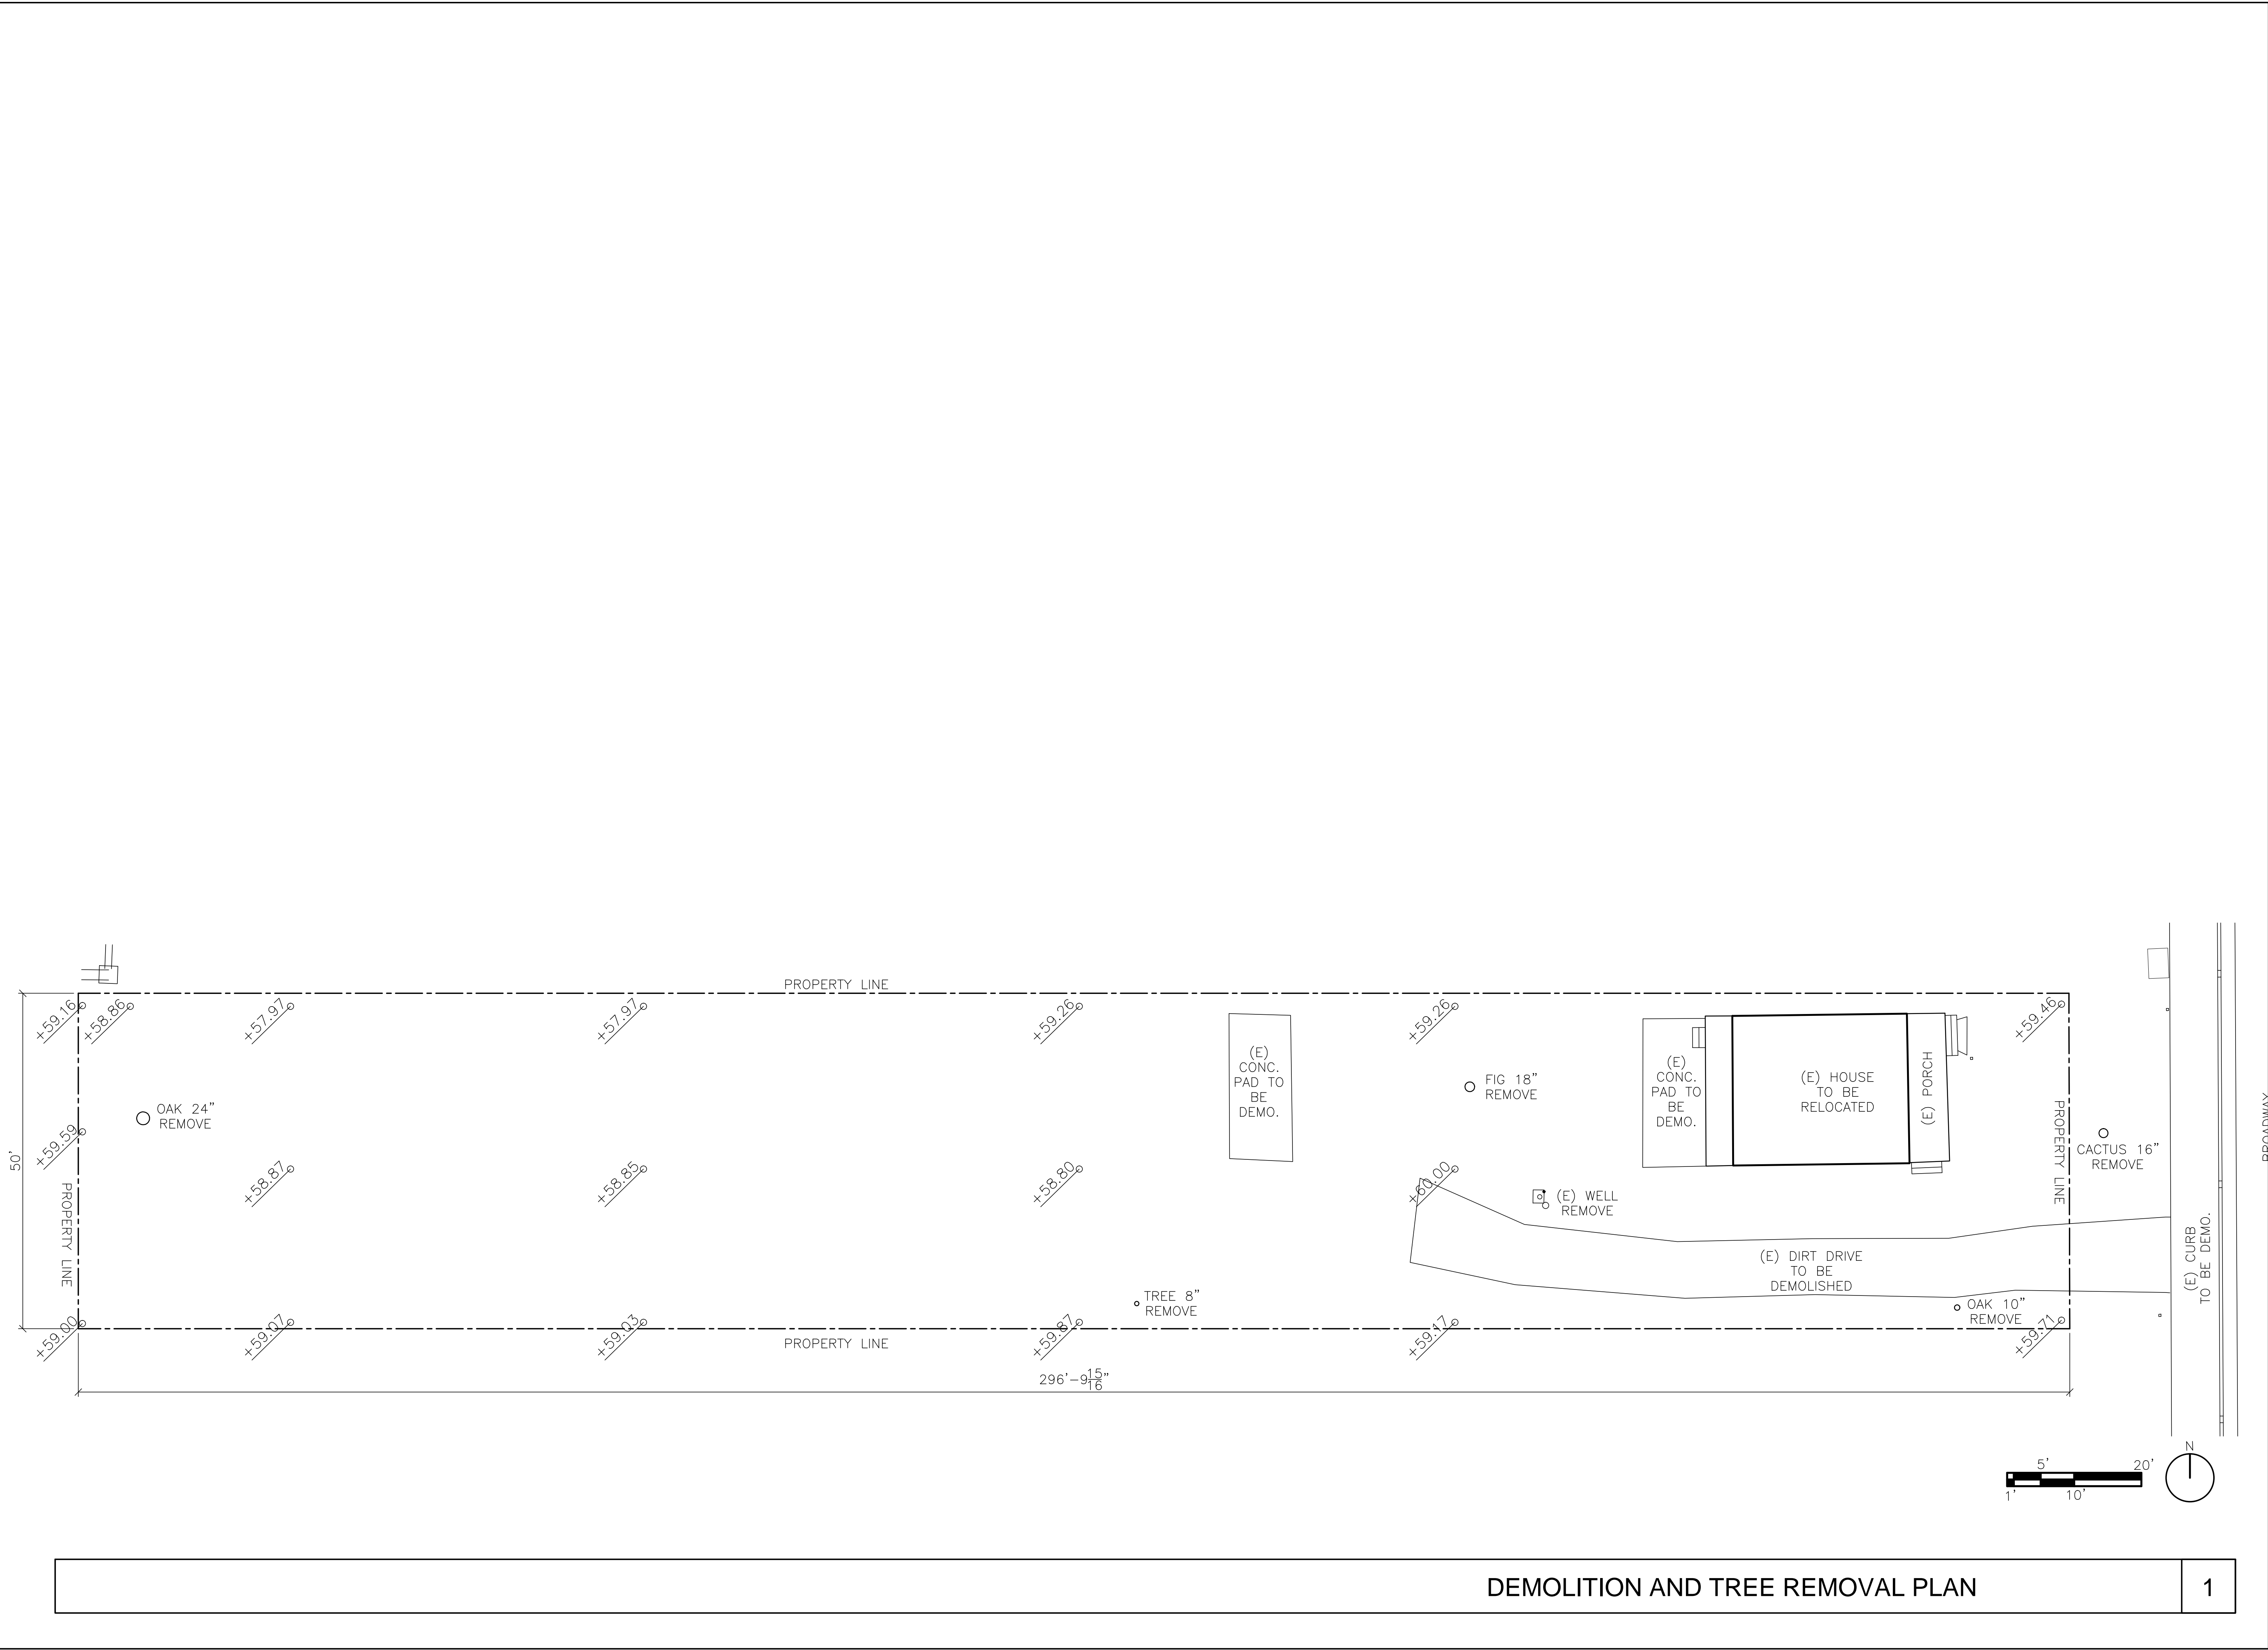 PROPERTY LINE
+59.16
+58.86
+57.97
+57.97
+59.26
+59.26
+59.46
(E)
CONC.
PAD TO
BE
DEMO.
FIG 18"
REMOVE
(E)
CONC.
PAD TO
BE
DEMO.
(E) HOUSE
TO BE
RELOCATED
(E) PORCH
OAK 24"
REMOVE
50'
+59.59
PROPERTY LINE
+58.87
+58.85
+58.80
+60.00
(E) WELL
REMOVE
PROPERTY LINE
CACTUS 16"
REMOVE
BROADWAY
(E) CURB
TO BE DEMO.
(E) DIRT DRIVE
TO BE
DEMOLISHED
TREE 8"
REMOVE
OAK 10"
REMOVE
+59.00
+59.07
+59.03
+59.87
+59.17
+59.71
PROPERTY LINE
296'-9 15/16"
N
5' 20'
1' 10'
DEMOLITION AND TREE REMOVAL PLAN 1